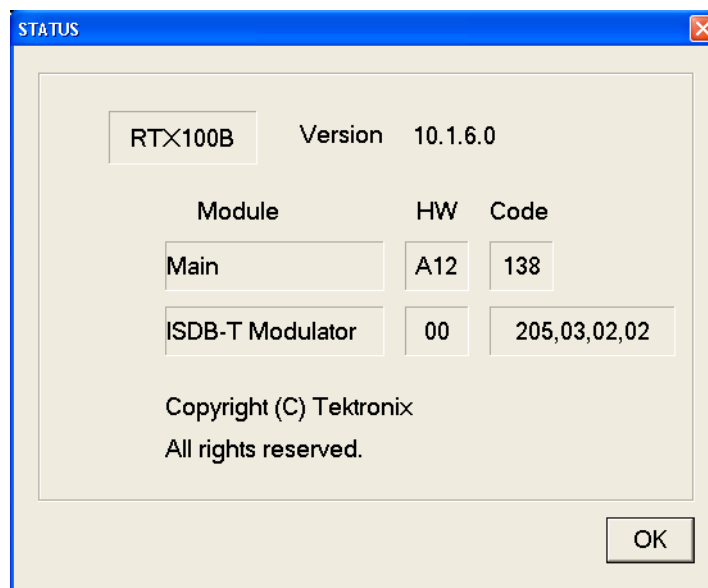 STATUS
RTX100B Version 10.1.6.0
Module HW Code
Main A12 138
ISDB-T Modulator 00 205,03,02,02
Copyright (C) Tektronix
All rights reserved.
OK